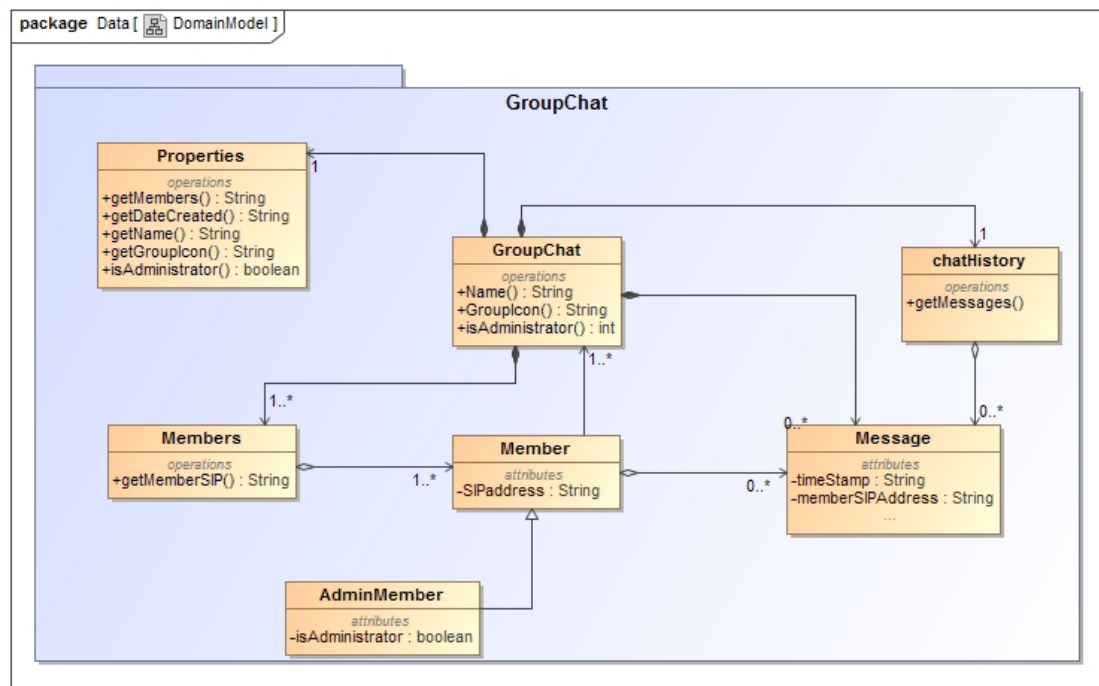 package Data [ DomainModel ]
GroupChat
Properties
operations
+getMembers() : String
+getDateCreated() : String
+getName() : String
+getGroupIcon() : String
+isAdministrator() : boolean
1
GroupChat
operations
+Name() : String
+GroupIcon() : String
+isAdministrator() : int
1
chatHistory
operations
+getMessages()
1..*
1..*
0..*
0..*
Members
operations
+getMemberSIP() : String
1..*
Member
attributes
-SIPaddress : String
0..*
Message
attributes
-timeStamp : String
-memberSIPAddress : String
...
AdminMember
attributes
-isAdministrator : boolean